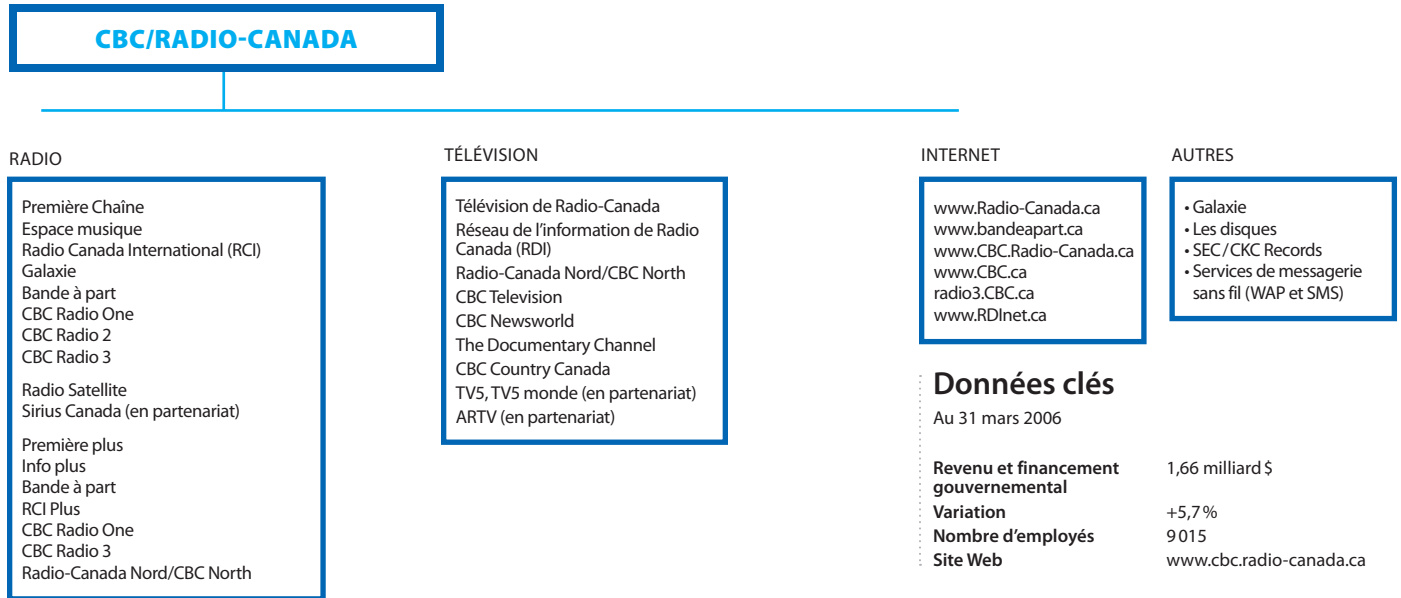 CBC/RADIO-CANADA
RADIO
Première Chaîne
Espace musique
Radio Canada International (RCI)
Galaxie
Bande à part
CBC Radio One
CBC Radio 2
CBC Radio 3
Radio Satellite
Sirius Canada (en partenariat)
Première plus
Info plus
Bande à part
RCI Plus
CBC Radio One
CBC Radio 3
Radio-Canada Nord/CBC North
TÉLÉVISION
Télévision de Radio-Canada
Réseau de l'information de Radio
Canada (RDI)
Radio-Canada Nord/CBC North
CBC Television
CBC Newsworld
The Documentary Channel
CBC Country Canada
TV5, TV5 monde (en partenariat)
ARTV (en partenariat)
INTERNET
www.Radio-Canada.ca
www.bandeapart.ca
www.CBC.Radio-Canada.ca
www.CBC.ca
radio3.CBC.ca
www.RDInet.ca
AUTRES
• Galaxie
• Les disques
• SEC/CKC Records
• Services de messagerie
sans fil (WAP et SMS)
Données clés
Au 31 mars 2006
Revenu et financement 1,66 milliard $
gouvernemental
Variation +5,7 %
Nombre d'employés 9 015
Site Web www.cbc.radio-canada.ca